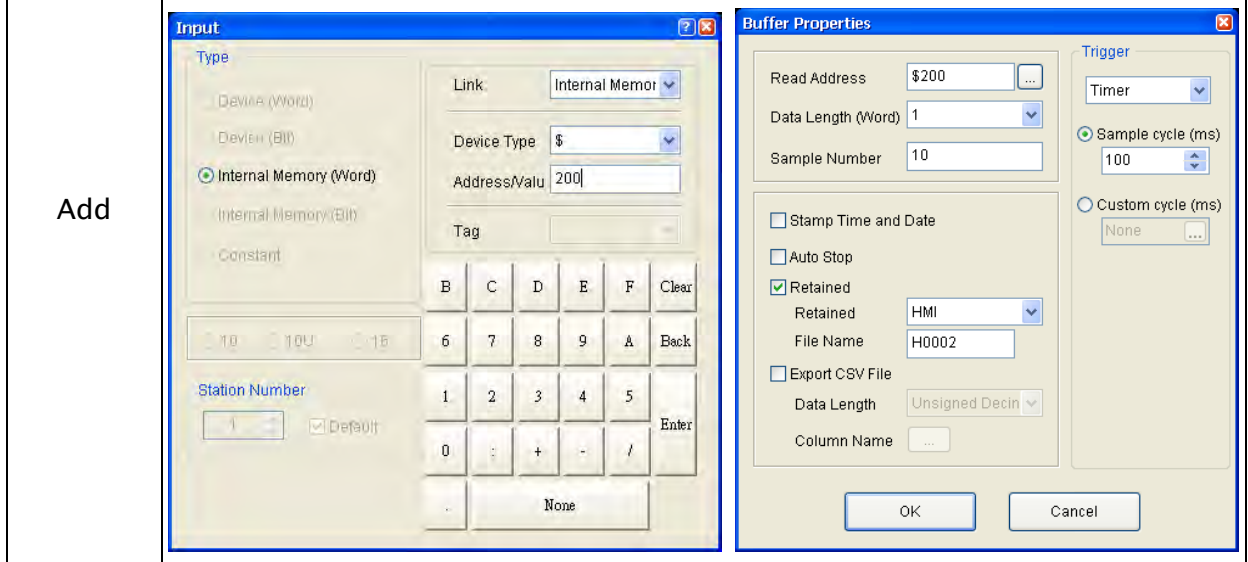 Add
Input
Type
Device (Word)
Device (Bit)
Internal Memory (Word)
Internal Memory (Bit)
Constant
10 10U 16
Station Number
1 Default
Link Internal Memor
Device Type $
Address/Valu 200
Tag
B C D E F Clear
6 7 8 9 A Back
1 2 3 4 5 Enter
0 : + - /
. None
Buffer Properties
Read Address $200 ...
Data Length (Word) 1
Sample Number 10
Stamp Time and Date
Auto Stop
Retained
Retained HMI
File Name H0002
Export CSV File
Data Length Unsigned Decin
Column Name ...
Trigger
Timer
Sample cycle (ms)
100
Custom cycle (ms)
None ...
OK Cancel